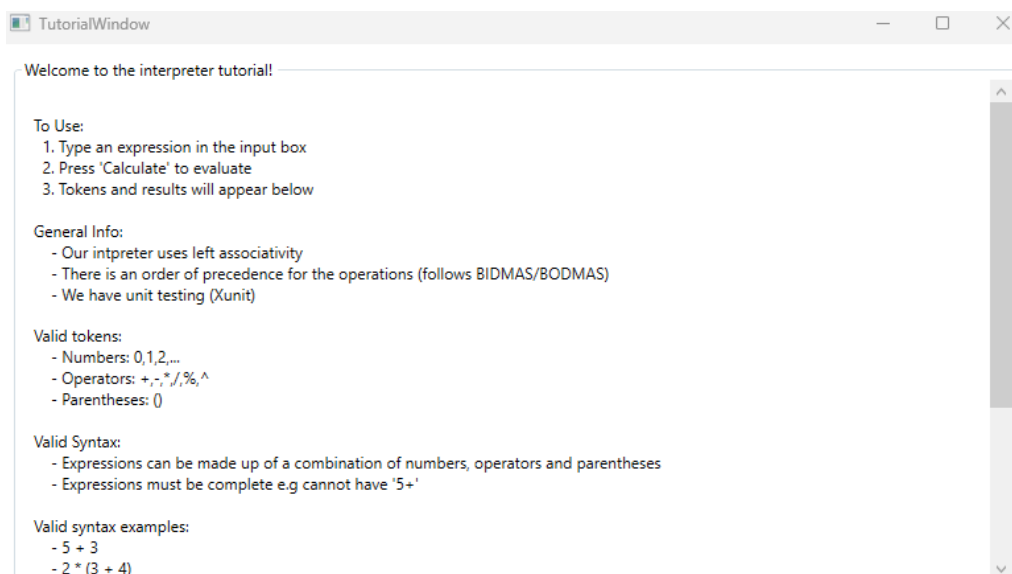 TutorialWindow
Welcome to the interpreter tutorial!
To Use:
1. Type an expression in the input box
2. Press 'Calculate' to evaluate
3. Tokens and results will appear below
General Info:
- Our intpreter uses left associativity
- There is an order of precedence for the operations (follows BIDMAS/BODMAS)
- We have unit testing (Xunit)
Valid tokens:
- Numbers: 0,1,2,...
- Operators: +,-,*,/,%,^
- Parentheses: ()
Valid Syntax:
- Expressions can be made up of a combination of numbers, operators and parentheses
- Expressions must be complete e.g cannot have '5+'
Valid syntax examples:
- 5 + 3
- 2 * (3 + 4)